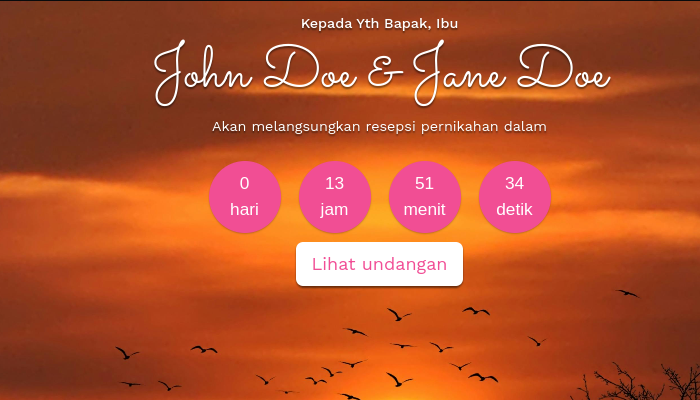 Kepada Yth Bapak, Ibu
John Doe & Jane Doe
Akan melangsungkan resepsi pernikahan dalam
0 13 51 34
hari jam menit detik
Lihat undangan